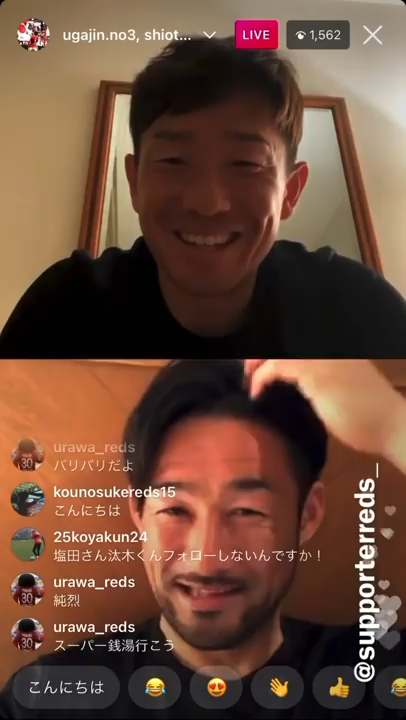 ugajin.no3, shiot...
LIVE
1,562
urawa_reds
バリバリだよ
kounosukereds15
こんにちは
25koyakun24
塩田さん汰木くんフォローしないんですか！
urawa_reds
純烈
urawa_reds
スーパー銭湯行こう
こんにちは
@supporterreds_